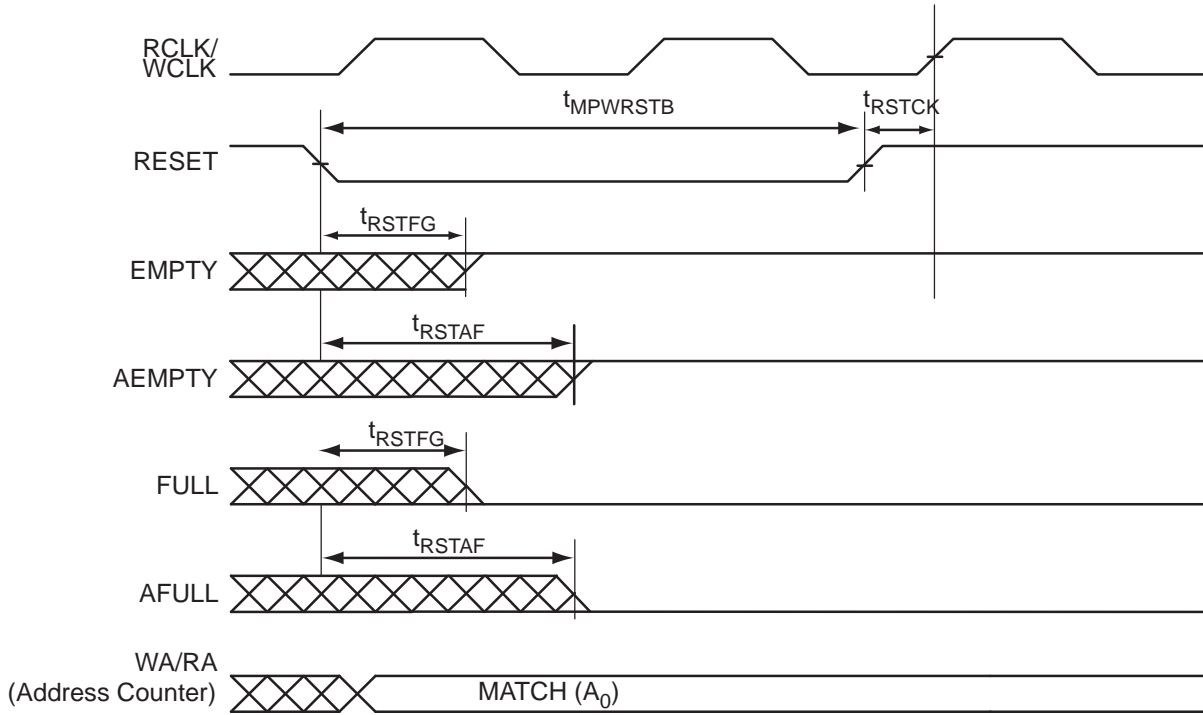 RCLK/
WCLK
tMPWRSTB
tRSTCK
RESET
tRSTFG
EMPTY
tRSTAF
AEMPTY
tRSTFG
FULL
tRSTAF
AFULL
WA/RA
(Address Counter)
MATCH (A0)